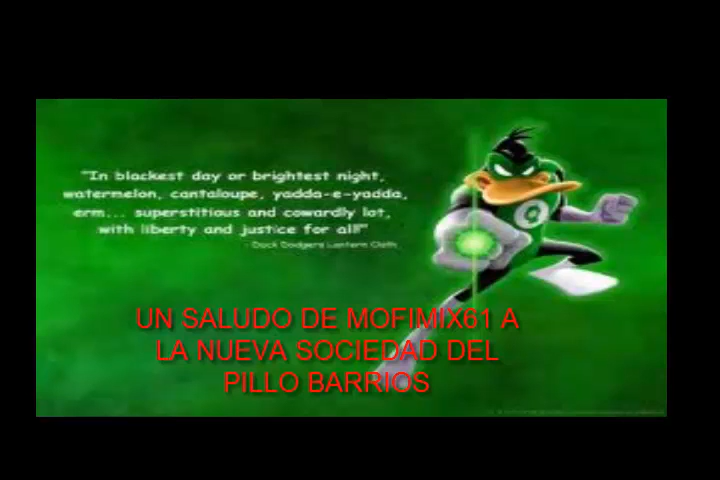 "In blackest day or brightest night,
watermelon, cantaloupe, yadda-e-yadda,
erm... superstitious and cowardly lot,
with liberty and justice for all!"
- Duck Dodgers Lantern Oath
UN SALUDO DE MOFIMIX61 A
LA NUEVA SOCIEDAD DEL
PILLO BARRIOS